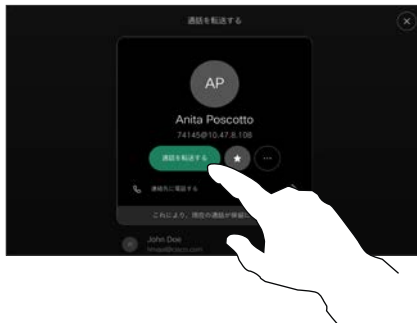 通話を転送する
AP
Anita Poscotto
74145@10.47.8.108
通話を転送する
連絡先に電話する
これにより、現在の通話が保留に
John Doe